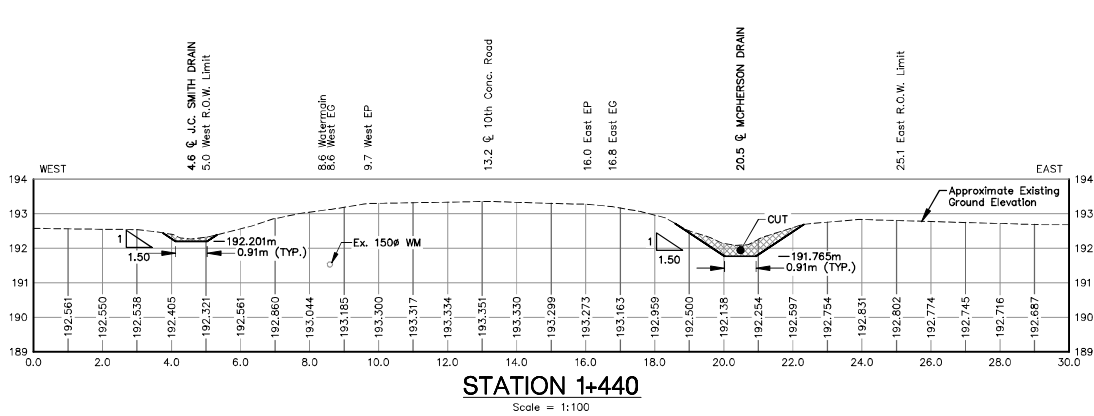 4.6 ℄ J.C. SMITH DRAIN
5.0 West R.O.W. Limit
8.6 Watermain
8.6 West EG
9.7 West EP
13.2 ℄ 10th Conc. Road
16.0 East EP
16.8 East EG
20.5 ℄ MCPHERSON DRAIN
25.1 East R.O.W. Limit
WEST
EAST
194
194
193
193
192
192
191
191
190
190
189
189
Approximate Existing
Ground Elevation
CUT
1
1.50
192.201m
0.91m (TYP.)
Ex. 150ø WM
1
1.50
191.765m
0.91m (TYP.)
192.561
192.550
192.538
192.405
192.321
192.561
192.860
193.044
193.185
193.300
193.317
193.334
193.351
193.330
193.299
193.273
193.163
192.959
192.500
192.138
192.254
192.597
192.754
192.831
192.802
192.774
192.745
192.716
192.687
0.0
2.0
4.0
6.0
8.0
10.0
12.0
14.0
16.0
18.0
20.0
22.0
24.0
26.0
28.0
30.0
STATION 1+440
Scale = 1:100